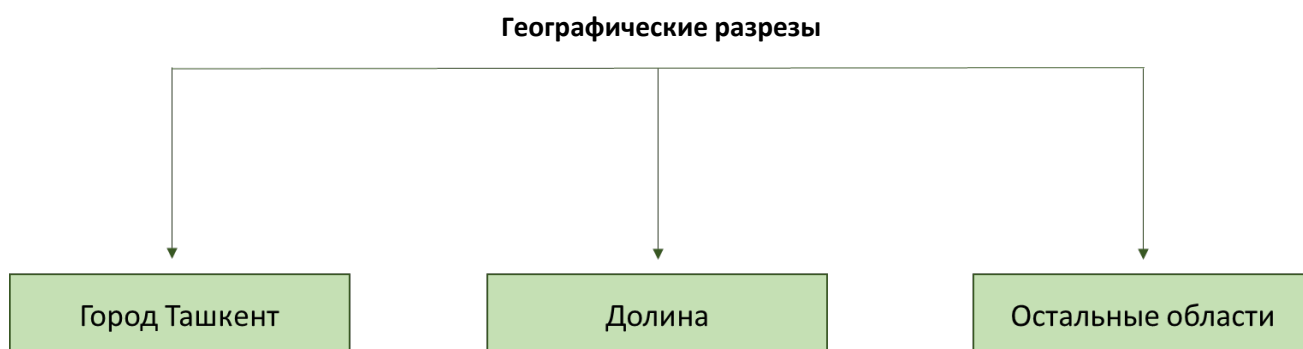 Географические разрезы
Город Ташкент
Долина
Остальные области